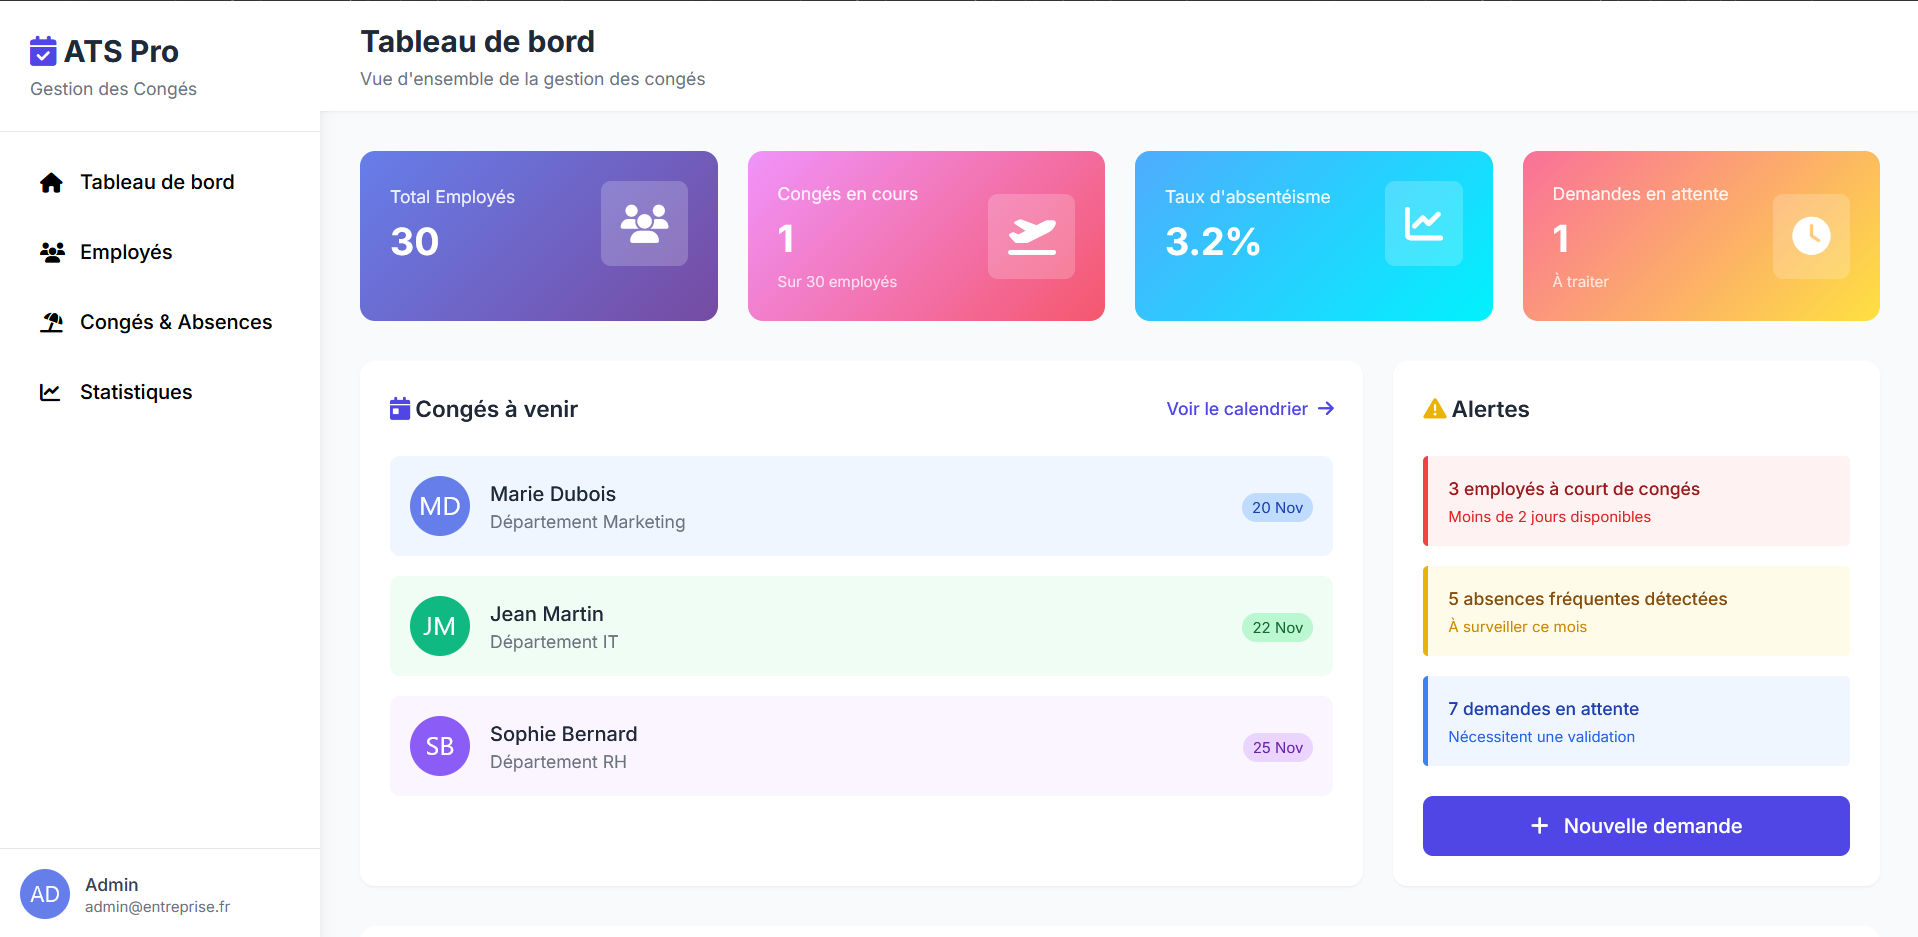 ATS Pro
Gestion des Congés
Tableau de bord
Employés
Congés & Absences
Statistiques
AD
Admin
admin@entreprise.fr
Tableau de bord
Vue d'ensemble de la gestion des congés
Total Employés
30
Congés en cours
1
Sur 30 employés
Taux d'absentéisme
3.2%
Demandes en attente
1
À traiter
Congés à venir
Voir le calendrier
MD
Marie Dubois
Département Marketing
20 Nov
JM
Jean Martin
Département IT
22 Nov
SB
Sophie Bernard
Département RH
25 Nov
Alertes
3 employés à court de congés
Moins de 2 jours disponibles
5 absences fréquentes détectées
À surveiller ce mois
7 demandes en attente
Nécessitent une validation
Nouvelle demande